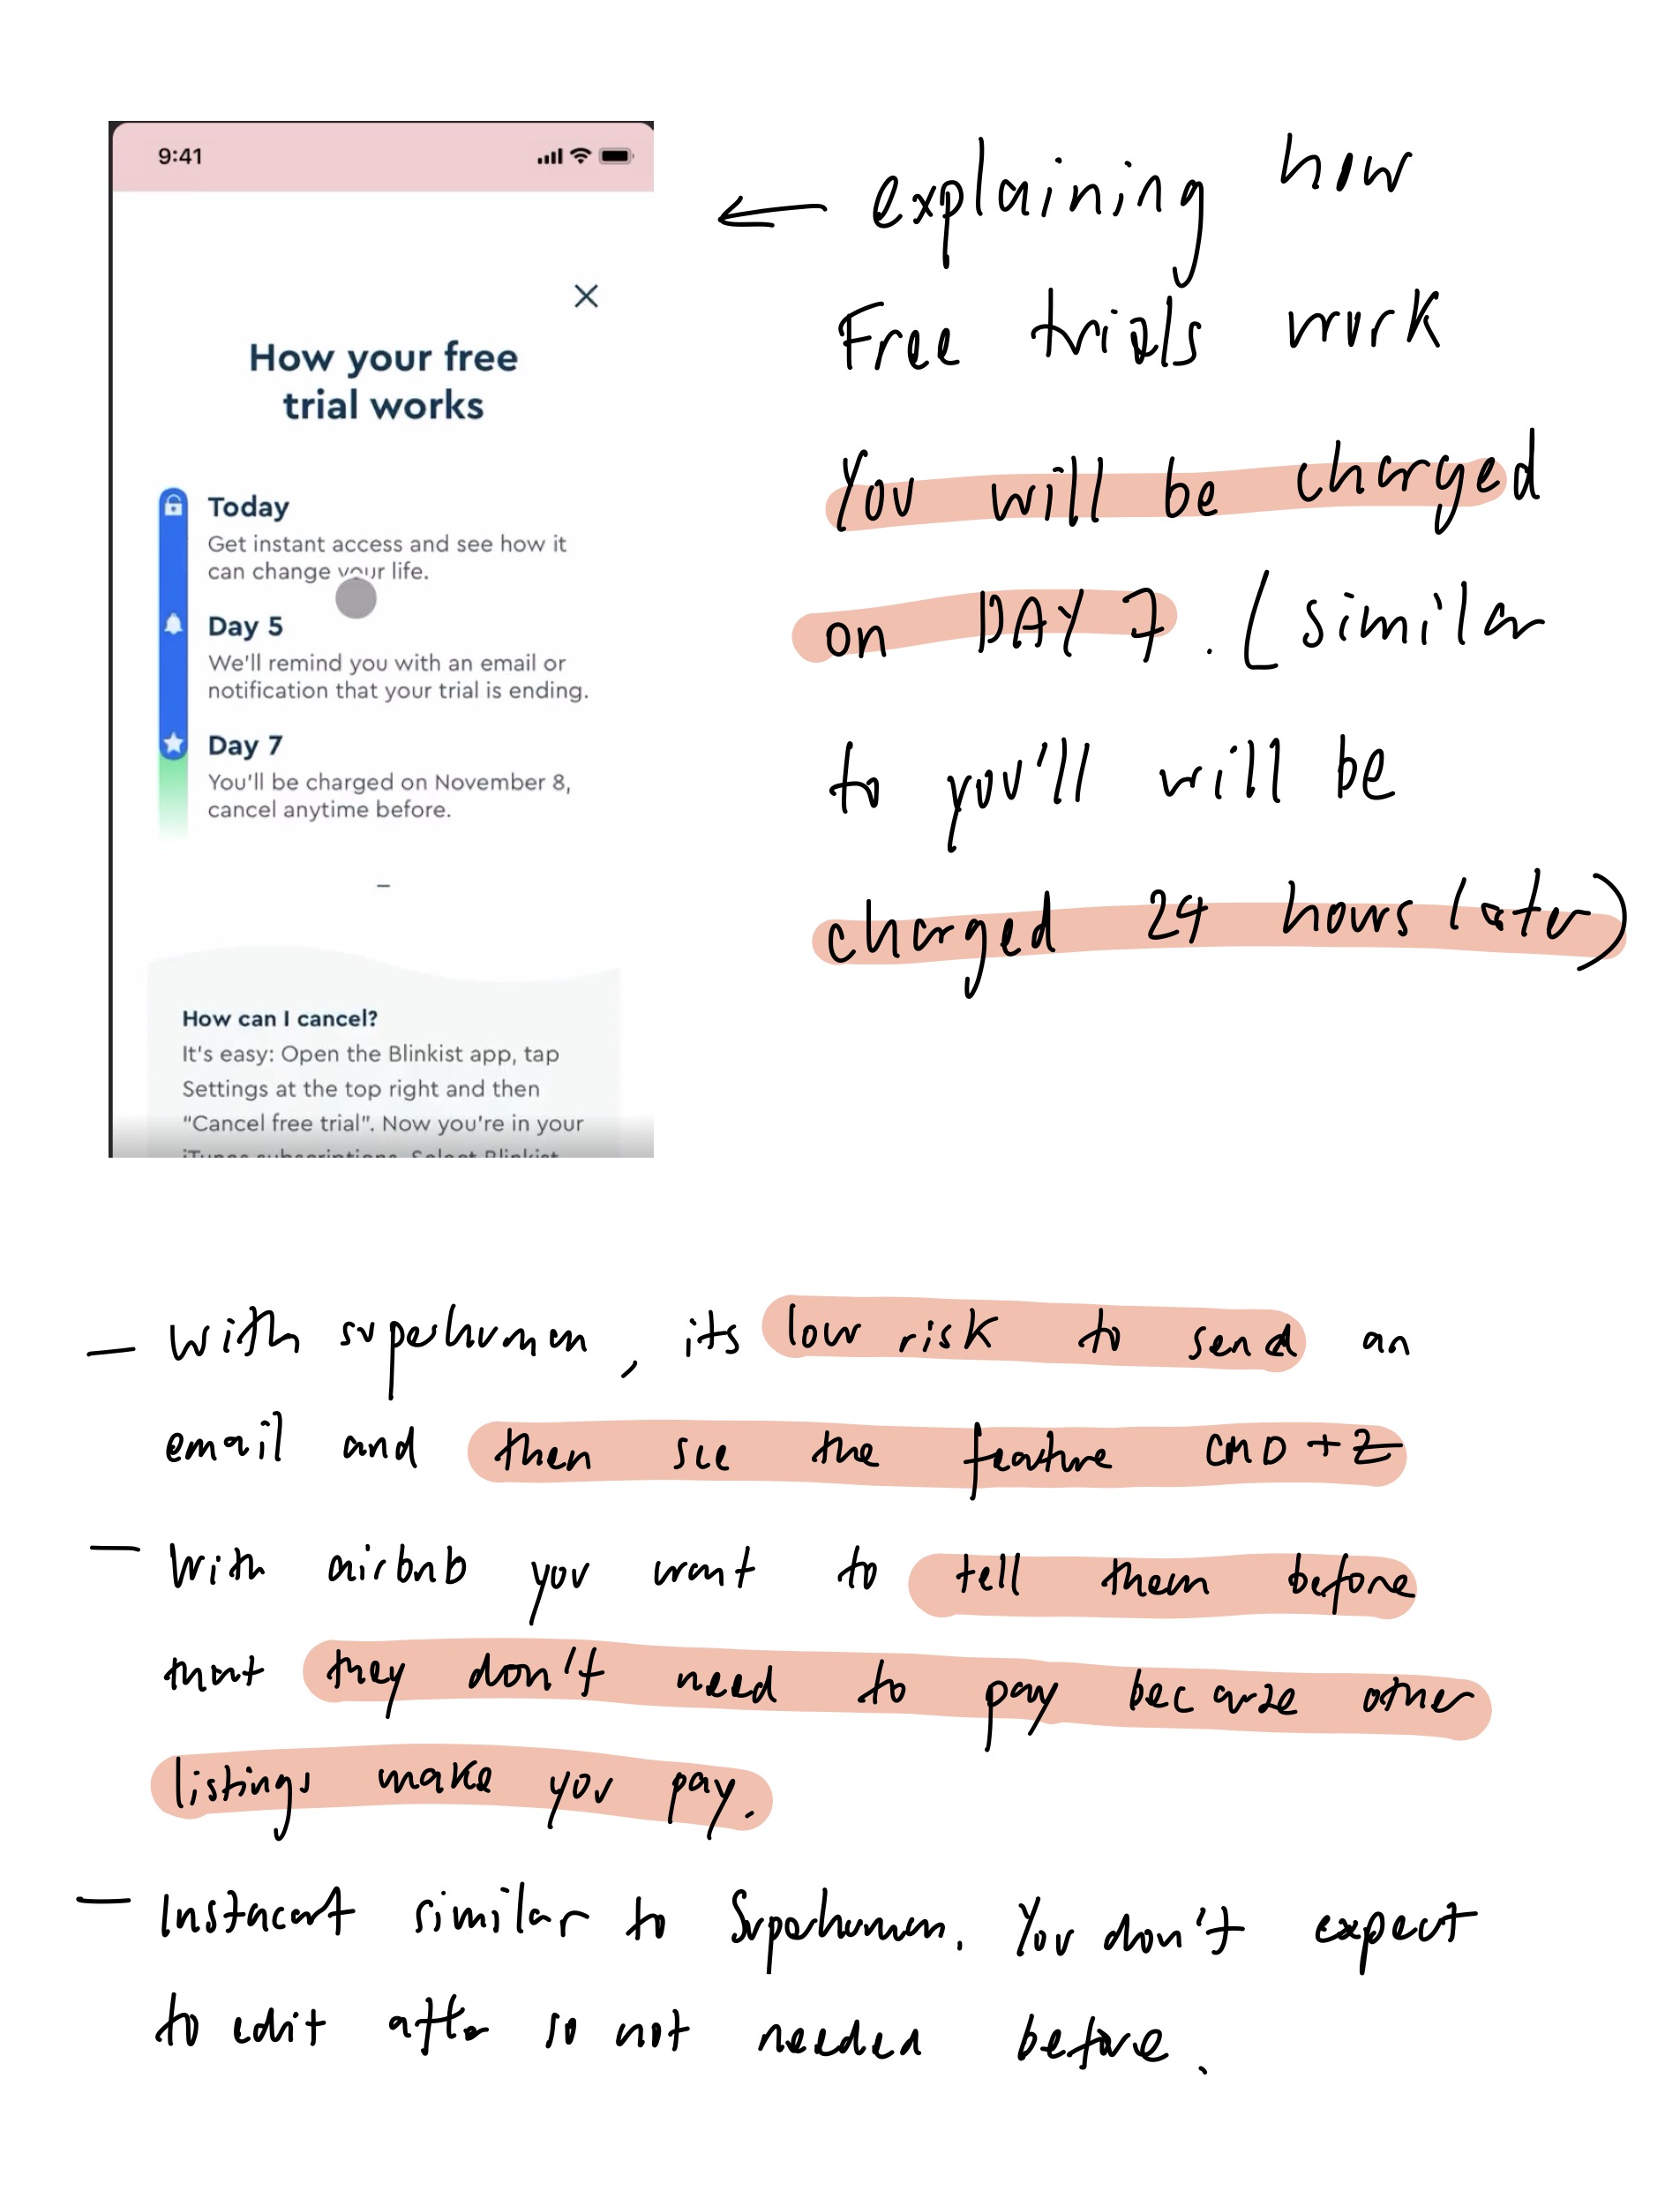 9:41
How your free
trial works
Today
Get instant access and see how it
can change your life.
Day 5
We'll remind you with an email or
notification that your trial is ending.
Day 7
You'll be charged on November 8,
cancel anytime before.
How can I cancel?
It's easy: Open the Blinkist app, tap
Settings at the top right and then
"Cancel free trial". Now you're in your
iTunes subscriptions. Select Blinkist
← explaining how
Free trials work
You will be charged
on DAY 7. (similar
to you'll will be
charged 24 hours later)
- with superhuman, its low risk to send an
email and then see the feature CMD + Z
- With airbnb you want to tell them before
that they don't need to pay because other
listings make you pay.
- Instacart similar to Superhuman. You don't expect
to edit after so not needed before.